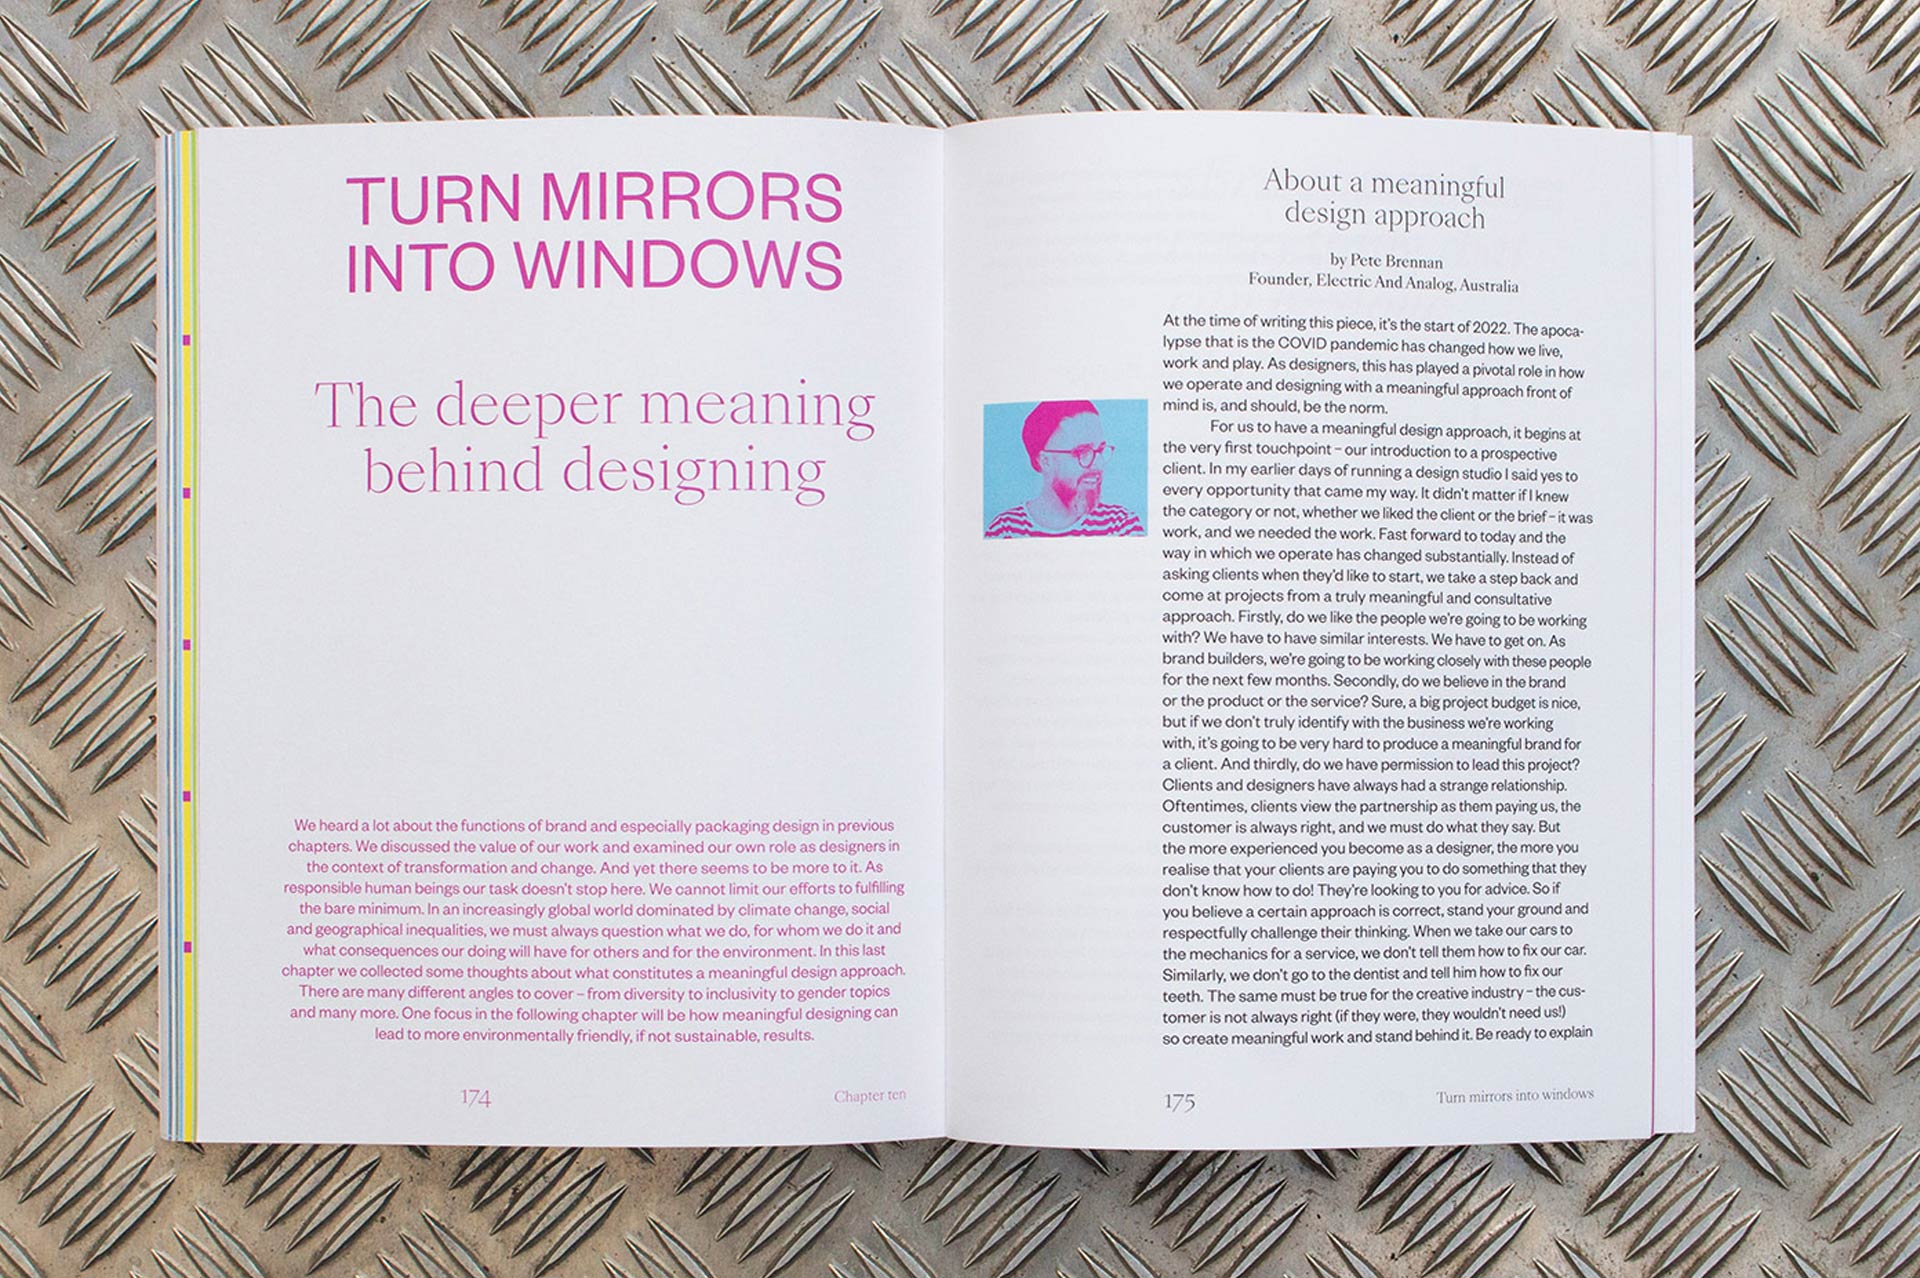 TURN MIRRORS
INTO WINDOWS
The deeper meaning
behind designing
We heard a lot about the functions of brand and especially packaging design in previous
chapters. We discussed the value of our work and examined our own role as designers in
the context of transformation and change. And yet there seems to be more to it. As
responsible human beings our task doesn't stop here. We cannot limit our efforts to fulfilling
the bare minimum. In an increasingly global world dominated by climate change, social
and geographical inequalities, we must always question what we do, for whom we do it and
what consequences our doing will have for others and for the environment. In this last
chapter we collected some thoughts about what constitutes a meaningful design approach.
There are many different angles to cover – from diversity to inclusivity to gender topics
and many more. One focus in the following chapter will be how meaningful designing can
lead to more environmentally friendly, if not sustainable, results.
174
Chapter ten
About a meaningful
design approach
by Pete Brennan
Founder, Electric And Analog, Australia
At the time of writing this piece, it's the start of 2022. The apoca-
lypse that is the COVID pandemic has changed how we live,
work and play. As designers, this has played a pivotal role in how
we operate and designing with a meaningful approach front of
mind is, and should, be the norm.
For us to have a meaningful design approach, it begins at
the very first touchpoint – our introduction to a prospective
client. In my earlier days of running a design studio I said yes to
every opportunity that came my way. It didn't matter if I knew
the category or not, whether we liked the client or the brief – it was
work, and we needed the work. Fast forward to today and the
way in which we operate has changed substantially. Instead of
asking clients when they'd like to start, we take a step back and
come at projects from a truly meaningful and consultative
approach. Firstly, do we like the people we're going to be working
with? We have to have similar interests. We have to get on. As
brand builders, we're going to be working closely with these people
for the next few months. Secondly, do we believe in the brand
or the product or the service? Sure, a big project budget is nice,
but if we don't truly identify with the business we're working
with, it's going to be very hard to produce a meaningful brand for
a client. And thirdly, do we have permission to lead this project?
Clients and designers have always had a strange relationship.
Oftentimes, clients view the partnership as them paying us, the
customer is always right, and we must do what they say. But
the more experienced you become as a designer, the more you
realise that your clients are paying you to do something that they
don't know how to do! They're looking to you for advice. So if
you believe a certain approach is correct, stand your ground and
respectfully challenge their thinking. When we take our cars to
the mechanics for a service, we don't tell them how to fix our car.
Similarly, we don't go to the dentist and tell him how to fix our
teeth. The same must be true for the creative industry – the cus-
tomer is not always right (if they were, they wouldn't need us!)
so create meaningful work and stand behind it. Be ready to explain
175
Turn mirrors into windows